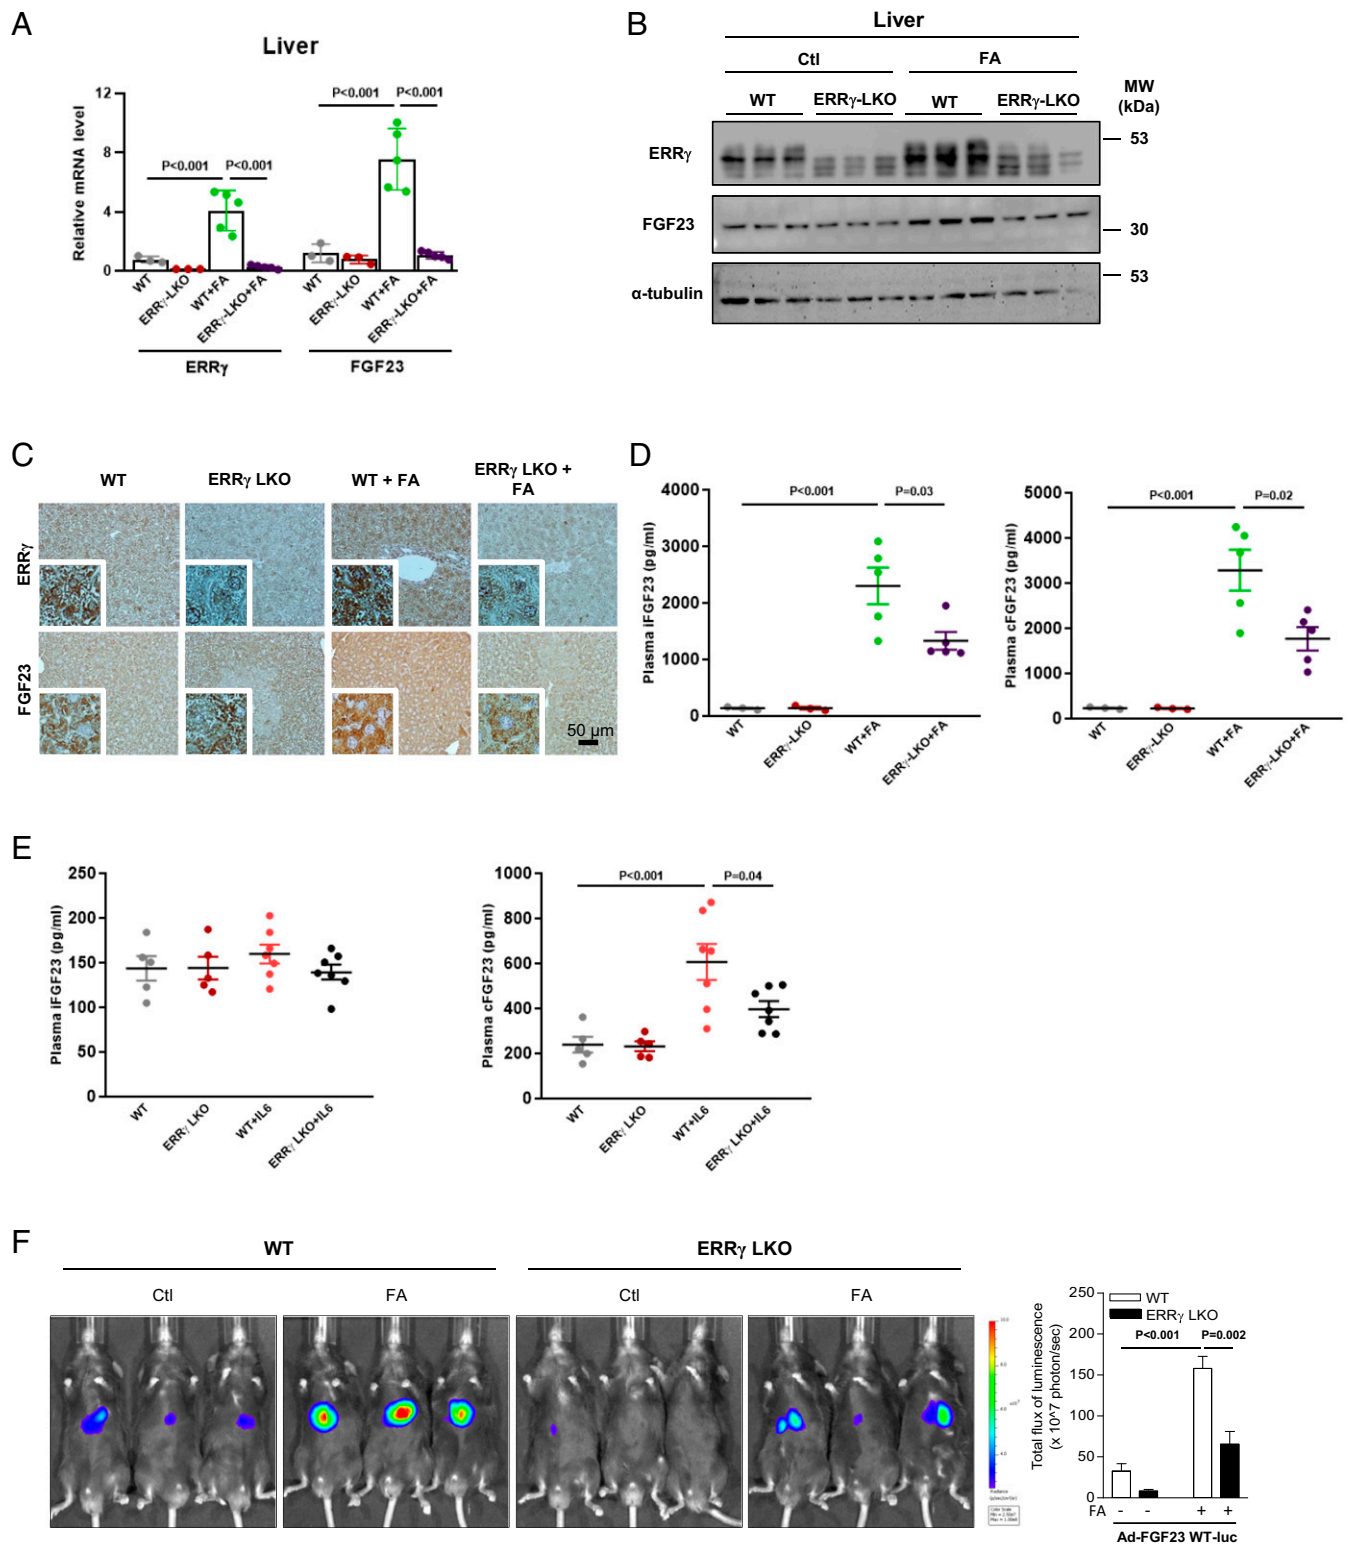 A
Liver
Relative mRNA level
12
8
4
0
P<0.001
P<0.001
P<0.001
P<0.001
WT
ERRγ-LKO
WT+FA
ERRγ-LKO+FA
WT
ERRγ-LKO
WT+FA
ERRγ-LKO+FA
ERRγ
FGF23
B
Liver
Ctl
FA
MW
(kDa)
WT
ERRγ-LKO
WT
ERRγ-LKO
ERRγ
53
FGF23
30
α-tubulin
53
C
WT
ERRγ LKO
WT + FA
ERRγ LKO +
FA
ERRγ
FGF23
50 µm
D
Plasma iFGF23 (pg/ml)
4000
3000
2000
1000
0
P<0.001
P=0.03
WT
ERRγ-LKO
WT+FA
ERRγ-LKO+FA
Plasma cFGF23 (pg/ml)
5000
4000
3000
2000
1000
0
P<0.001
P=0.02
WT
ERRγ-LKO
WT+FA
ERRγ-LKO+FA
E
Plasma iFGF23 (pg/ml)
250
200
150
100
50
0
WT
ERRγ LKO
WT+IL6
ERRγ LKO+IL6
Plasma cFGF23 (pg/ml)
1000
800
600
400
200
0
P<0.001
P=0.04
WT
ERRγ LKO
WT+IL6
ERRγ LKO+IL6
F
WT
ERRγ LKO
Ctl
FA
Ctl
FA
Total flux of luminescence
(x 10^7 photon/sec)
250
200
150
100
50
0
WT
ERRγ LKO
P<0.001
P=0.002
FA - - + +
Ad-FGF23 WT-luc